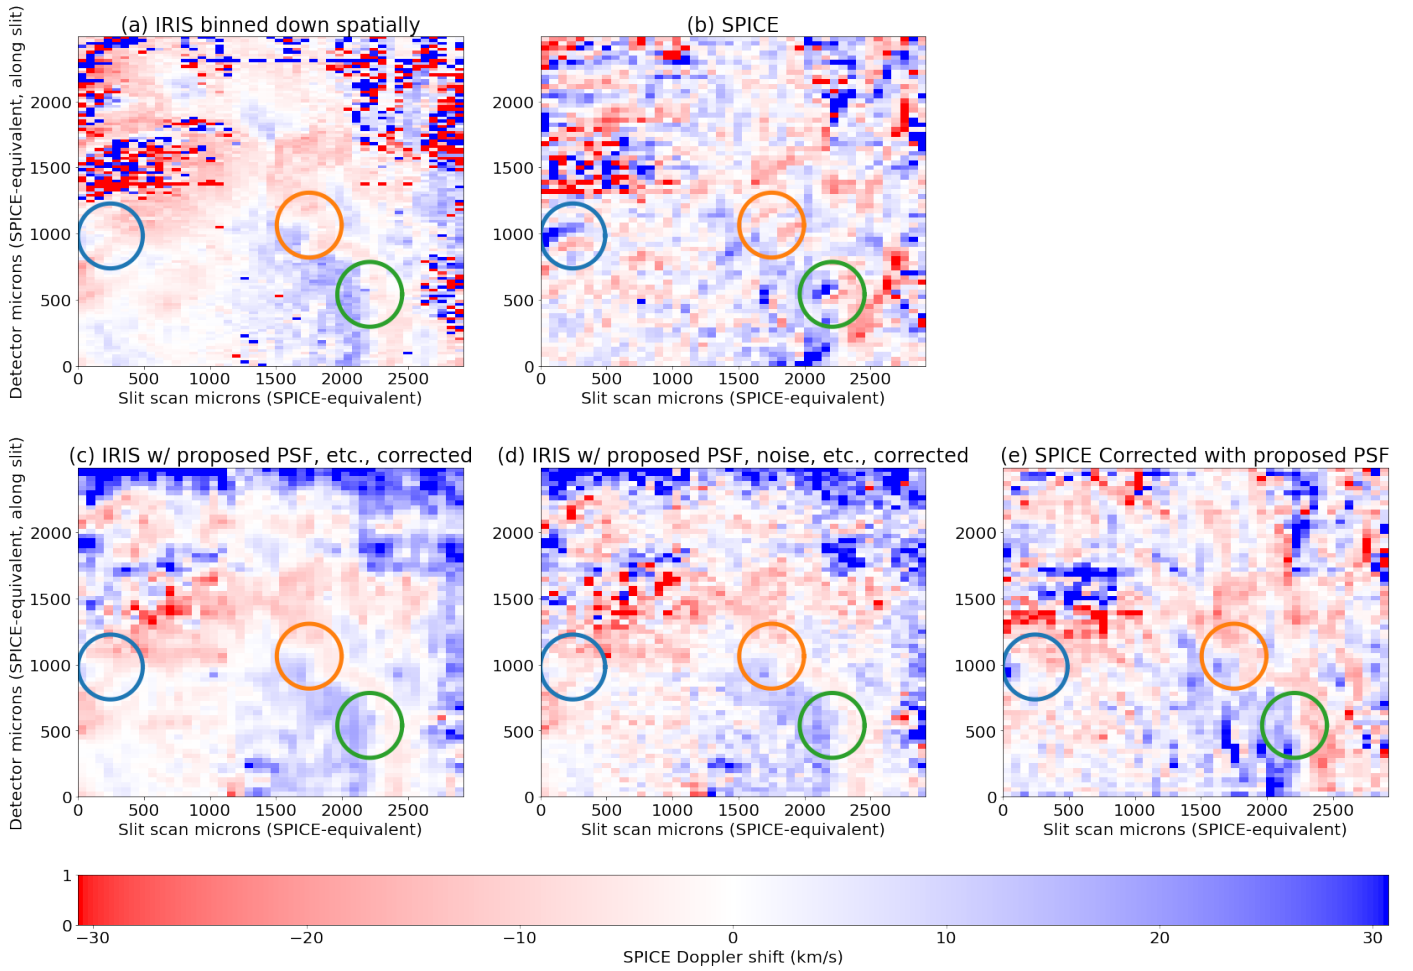 (a) IRIS binned down spatially
(b) SPICE
Detector microns (SPICE-equivalent, along slit)
2000
1500
1000
500
0
2000
1500
1000
500
0
0 500 1000 1500 2000 2500
0 500 1000 1500 2000 2500
Slit scan microns (SPICE-equivalent)
Slit scan microns (SPICE-equivalent)
(c) IRIS w/ proposed PSF, etc., corrected
(d) IRIS w/ proposed PSF, noise, etc., corrected
(e) SPICE Corrected with proposed PSF
Detector microns (SPICE-equivalent, along slit)
2000
1500
1000
500
0
2000
1500
1000
500
0
2000
1500
1000
500
0
0 500 1000 1500 2000 2500
0 500 1000 1500 2000 2500
0 500 1000 1500 2000 2500
Slit scan microns (SPICE-equivalent)
Slit scan microns (SPICE-equivalent)
Slit scan microns (SPICE-equivalent)
1
0
−30 −20 −10 0 10 20 30
SPICE Doppler shift (km/s)